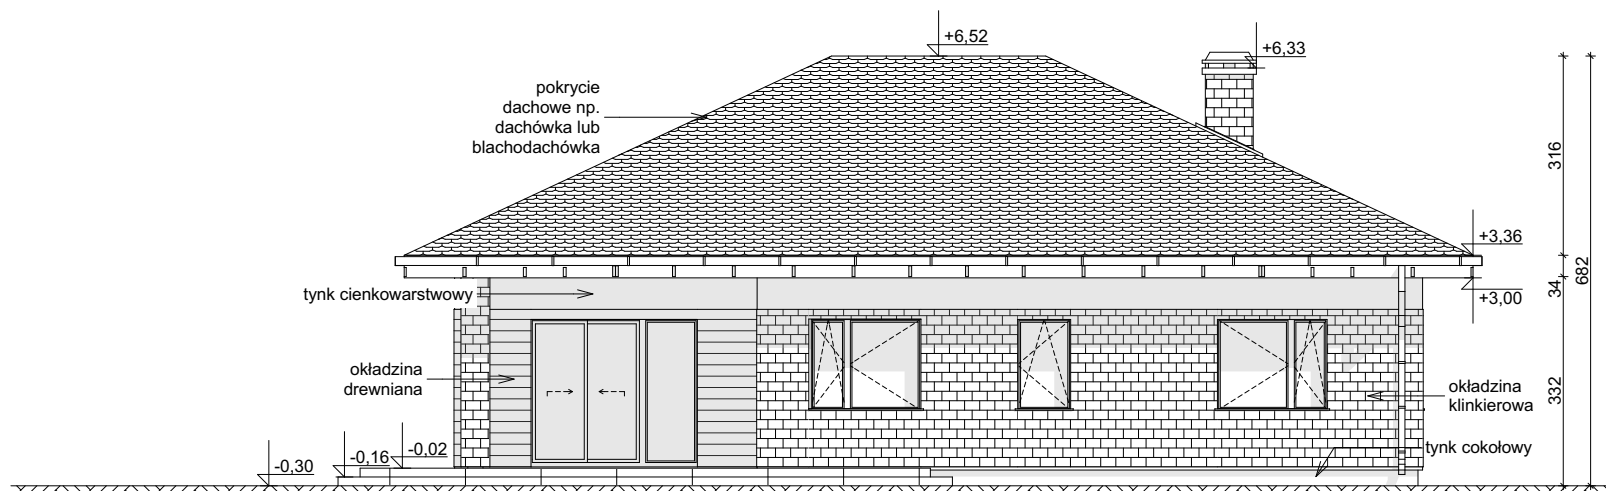 +6,52
+6,33
pokrycie
dachowe np.
dachówka lub
blachodachówka
316
+3,36
682
34
+3,00
tynk cienkowarstwowy
okładzina
drewniana
okładzina
klinkierowa
332
tynk cokołowy
-0,02
-0,16
-0,30